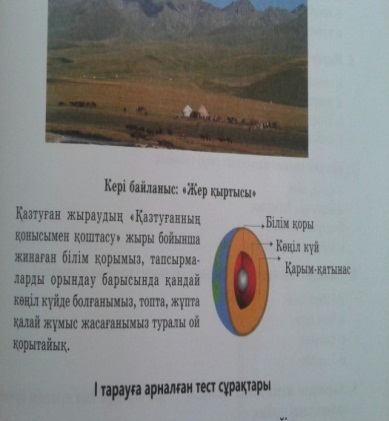 Кері байланыс: «Жер қыртысы»
Қазтуған жыраудың «Қазтуғанның
қонысымен қоштасу» жыры бойынша
жинаған білім қорымыз, тапсырма-
ларды орындау барысында қандай
көңіл күйде болғанымыз, топта, жұпта
қалай жұмыс жасағанымыз туралы ой
қорытайық.
Білім қоры
Көңіл күй
Қарым-қатынас
І тарауға арналған тест сұрақтары